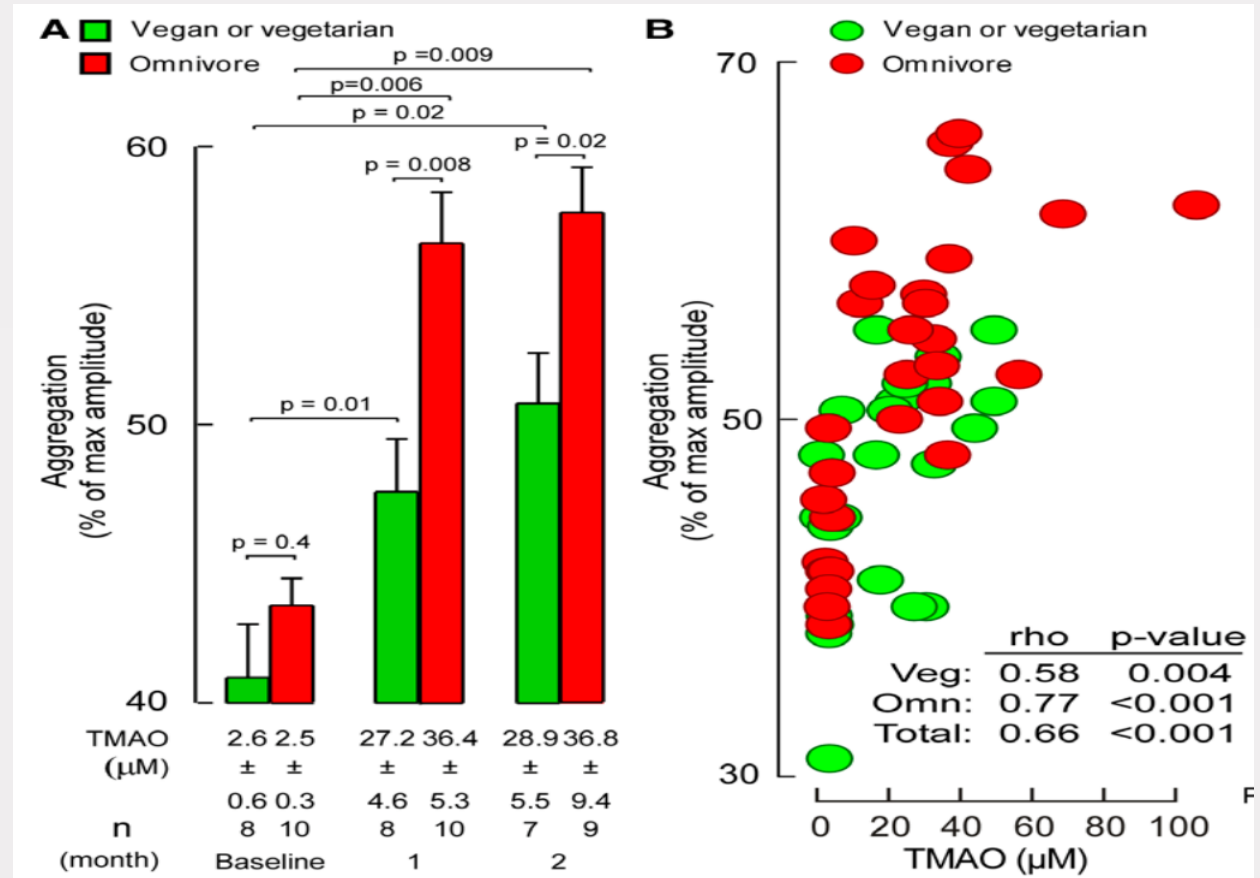 A
Vegan or vegetarian
Omnivore
p =0.009
p=0.006
p = 0.02
p = 0.02
p = 0.008
p = 0.01
p = 0.4
60
50
40
Aggregation
(% of max amplitude)
TMAO 2.6 2.5 27.2 36.4 28.9 36.8
(μM) ± ± ± ± ± ±
0.6 0.3 4.6 5.3 5.5 9.4
n 8 10 8 10 7 9
(month) Baseline 1 2
B
Vegan or vegetarian
Omnivore
70
50
30
Aggregation
(% of max amplitude)
rho p-value
Veg: 0.58 0.004
Omn: 0.77 <0.001
Total: 0.66 <0.001
0 20 40 60 80 100
TMAO (μM)